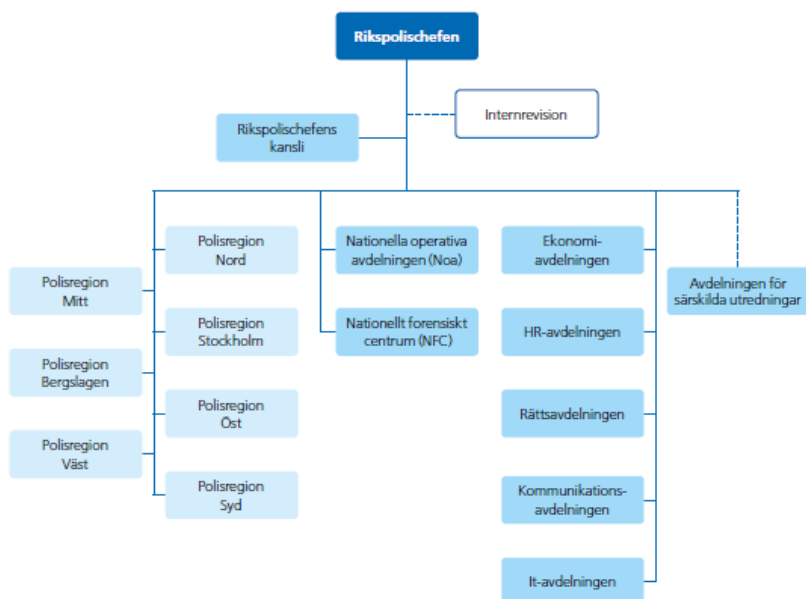 Rikspolischefen
Internrevision
Rikspolischefens
kansli
Polisregion
Nord
Polisregion
Mitt
Polisregion
Stockholm
Polisregion
Bergslagen
Polisregion
Öst
Polisregion
Väst
Polisregion
Syd
Nationella operativa
avdelningen (Noa)
Nationellt forensiskt
centrum (NFC)
Ekonomi-
avdelningen
HR-avdelningen
Rättsavdelningen
Kommunikations-
avdelningen
It-avdelningen
Avdelningen för
särskilda utredningar